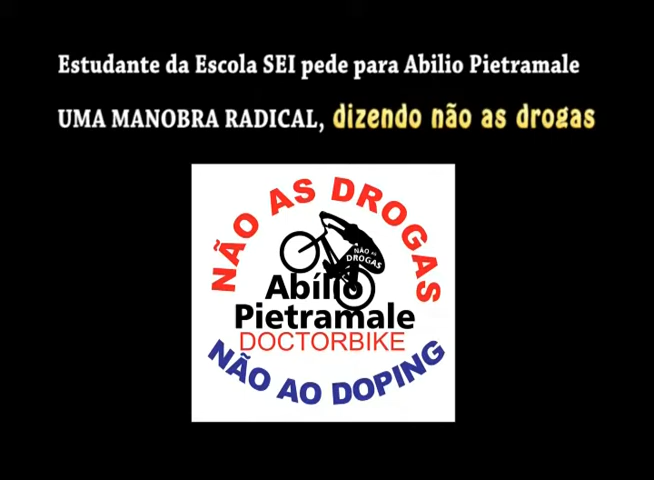 Estudante da Escola SEI pede para Abilio Pietramale
UMA MANOBRA RADICAL, dizendo não as drogas
NÃO AS DROGAS
NÃO AS
DROGAS
Abílio
Pietramale
DOCTORBIKE
NÃO AO DOPING